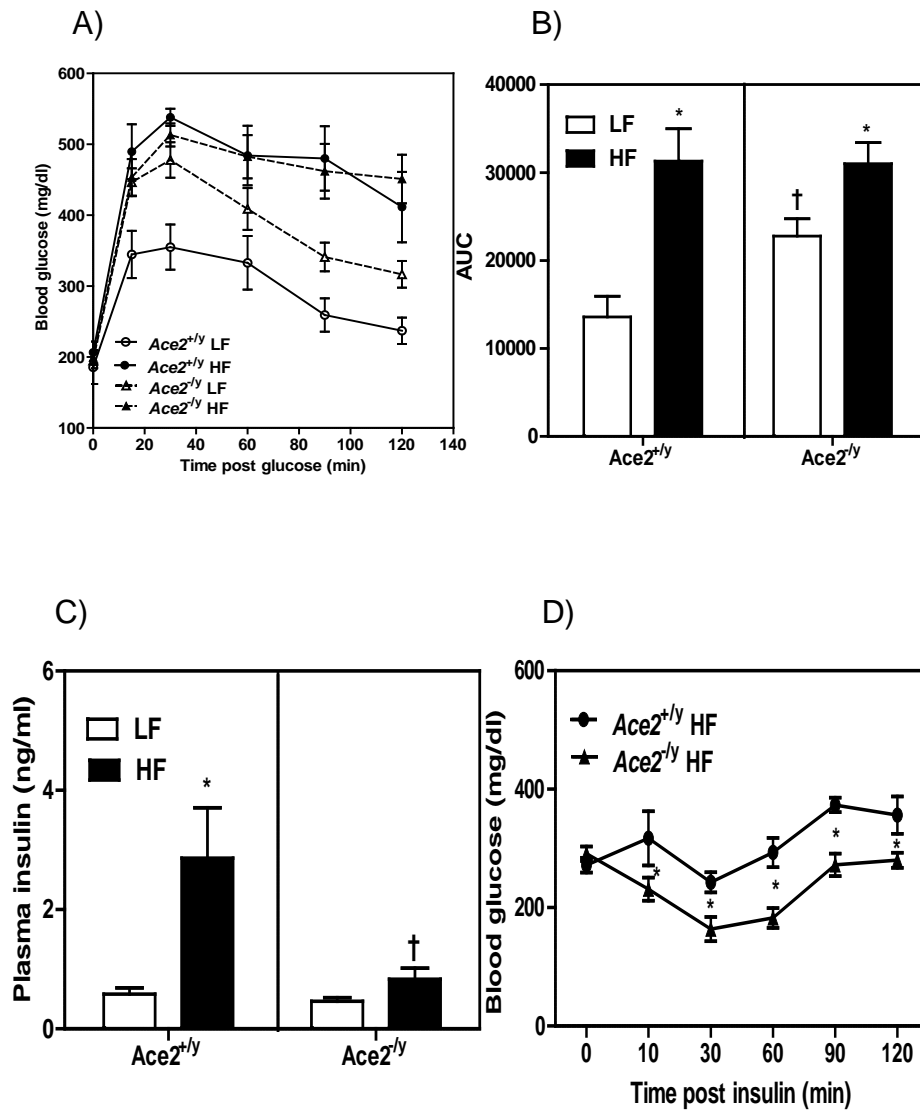 A)
Blood glucose (mg/dl)
600
500
400
300
200
100
Ace2+/y LF
Ace2+/y HF
Ace2-/y LF
Ace2-/y HF
0 20 40 60 80 100 120 140
Time post glucose (min)
B)
AUC
40000
30000
20000
10000
0
LF
HF
*
†
*
Ace2+/y Ace2-/y
C)
Plasma insulin (ng/ml)
6
4
2
0
LF
HF
*
†
Ace2+/y Ace2-/y
D)
Blood glucose (mg/dl)
600
400
200
0
Ace2+/y HF
Ace2-/y HF
* * * * *
0 10 30 60 90 120
Time post insulin (min)